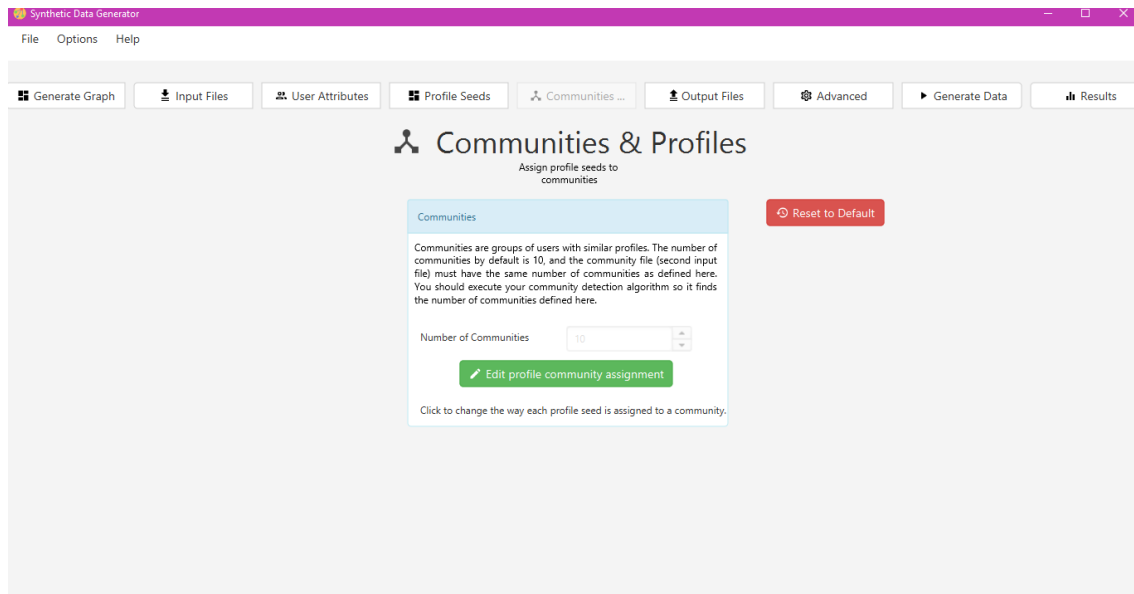 Synthetic Data Generator
File Options Help
Generate Graph Input Files User Attributes Profile Seeds Communities ... Output Files Advanced Generate Data Results
Communities & Profiles
Assign profile seeds to
communities
Communities
Reset to Default
Communities are groups of users with similar profiles. The number of
communities by default is 10, and the community file (second input
file) must have the same number of communities as defined here.
You should execute your community detection algorithm so it finds
the number of communities defined here.
Number of Communities 10
Edit profile community assignment
Click to change the way each profile seed is assigned to a community.